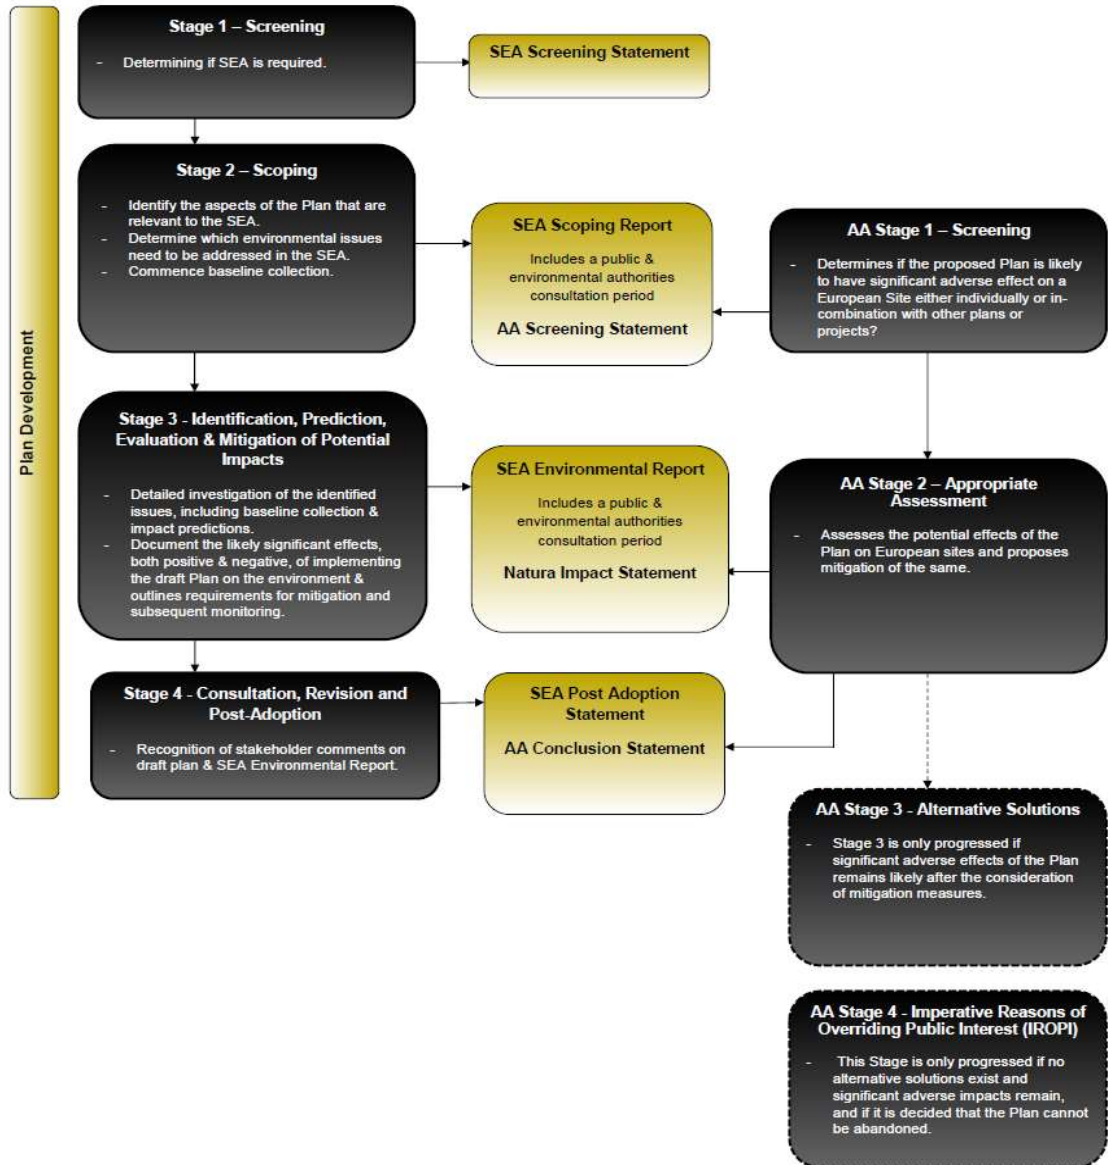 Plan Development
Stage 1 – Screening
- Determining if SEA is required.
SEA Screening Statement
Stage 2 – Scoping
- Identify the aspects of the Plan that are
relevant to the SEA.
- Determine which environmental issues
need to be addressed in the SEA.
- Commence baseline collection.
SEA Scoping Report
Includes a public &
environmental authorities
consultation period
AA Screening Statement
AA Stage 1 – Screening
- Determines if the proposed Plan is likely
to have significant adverse effect on a
European Site either individually or in-
combination with other plans or
projects?
Stage 3 - Identification, Prediction,
Evaluation & Mitigation of Potential
Impacts
- Detailed investigation of the identified
issues, including baseline collection &
impact predictions.
- Document the likely significant effects,
both positive & negative, of implementing
the draft Plan on the environment &
outlines requirements for mitigation and
subsequent monitoring.
SEA Environmental Report
Includes a public &
environmental authorities
consultation period
Natura Impact Statement
AA Stage 2 – Appropriate
Assessment
- Assesses the potential effects of the
Plan on European sites and proposes
mitigation of the same.
Stage 4 - Consultation, Revision and
Post-Adoption
- Recognition of stakeholder comments on
draft plan & SEA Environmental Report.
SEA Post Adoption
Statement
AA Conclusion Statement
AA Stage 3 - Alternative Solutions
- Stage 3 is only progressed if
significant adverse effects of the Plan
remains likely after the consideration
of mitigation measures.
AA Stage 4 - Imperative Reasons of
Overriding Public Interest (IROPI)
- This Stage is only progressed if no
alternative solutions exist and
significant adverse impacts remain,
and if it is decided that the Plan cannot
be abandoned.